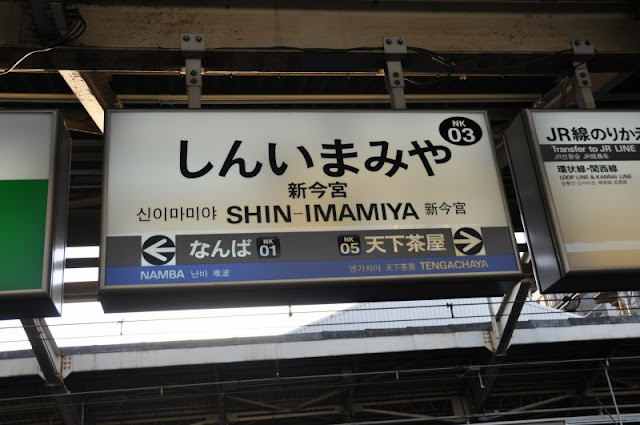 NK
03
しんいまみや
新今宮
신이마미야 SHIN-IMAMIYA 新今宮
なんば NK 01
NK 05 天下茶屋
NAMBA 난바 难波
텐가차야 天下茶屋 TENGACHAYA
JR線のりかえ
Transfer to JR LINE
环状線・関西線
LOOP LINE & KANSAI LINE